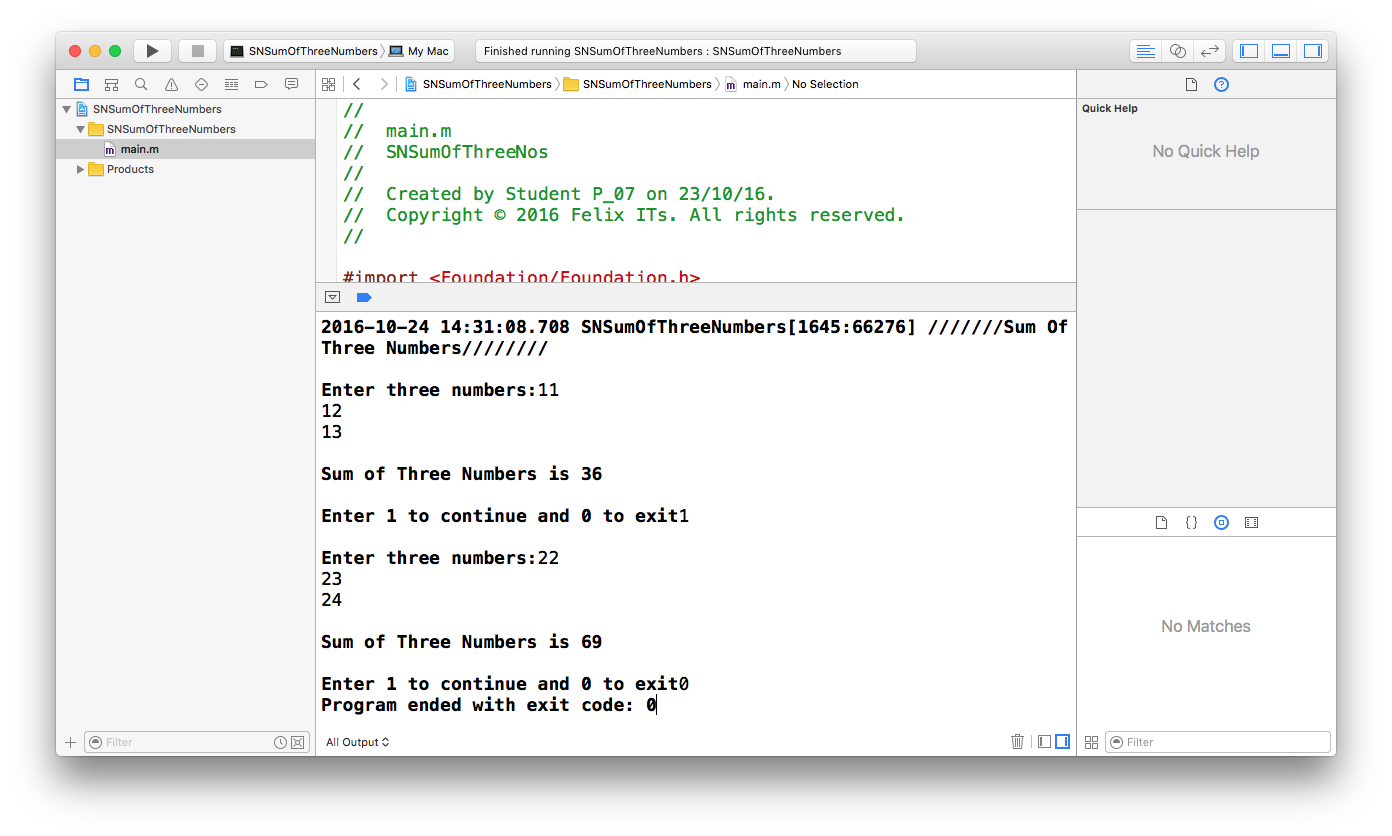 SNSumOfThreeNumbers My Mac Finished running SNSumOfThreeNumbers : SNSumOfThreeNumbers
SNSumOfThreeNumbers
SNSumOfThreeNumbers
main.m
Products
Filter
SNSumOfThreeNumbers SNSumOfThreeNumbers main.m No Selection
//
// main.m
// SNSumOfThreeNos
//
// Created by Student P_07 on 23/10/16.
// Copyright © 2016 Felix ITs. All rights reserved.
//
#import <Foundation/Foundation.h>
2016-10-24 14:31:08.708 SNSumOfThreeNumbers[1645:66276] ///////Sum Of
Three Numbers////////
Enter three numbers:11
12
13
Sum of Three Numbers is 36
Enter 1 to continue and 0 to exit1
Enter three numbers:22
23
24
Sum of Three Numbers is 69
Enter 1 to continue and 0 to exit0
Program ended with exit code: 0
All Output
Quick Help
No Quick Help
No Matches
Filter